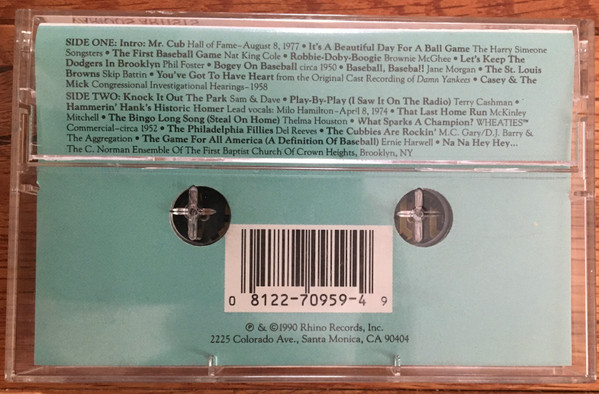 SIDE ONE: Intro: Mr. Cub Hall of Fame–August 8, 1977 • It's A Beautiful Day For A Ball Game The Harry Simeone
Songsters • The First Baseball Game Nat King Cole • Robbie-Doby-Boogie Brownie McGhee • Let's Keep The
Dodgers In Brooklyn Phil Foster • Bogey On Baseball circa 1950 • Baseball, Baseball! Jane Morgan • The St. Louis
Browns Skip Battin • You've Got To Have Heart from the Original Cast Recording of Damn Yankees • Casey & The
Mick Congressional Investigational Hearings–1958
SIDE TWO: Knock It Out The Park Sam & Dave • Play-By-Play (I Saw It On The Radio) Terry Cashman •
Hammerin' Hank's Historic Homer Lead vocals: Milo Hamilton–April 8, 1974 • That Last Home Run McKinley
Mitchell • The Bingo Long Song (Steal On Home) Thelma Houston • What Sparks A Champion? WHEATIES™
Commercial–circa 1952 • The Philadelphia Fillies Del Reeves • The Cubbies Are Rockin' M.C. Gary/D.J. Barry &
The Aggregation • The Game For All America (A Definition Of Baseball) Ernie Harwell • Na Na Hey Hey...
The C. Norman Ensemble Of The First Baptist Church Of Crown Heights, Brooklyn, NY
0 8122-70959-4 9
℗ & ©1990 Rhino Records, Inc.
2225 Colorado Ave., Santa Monica, CA 90404